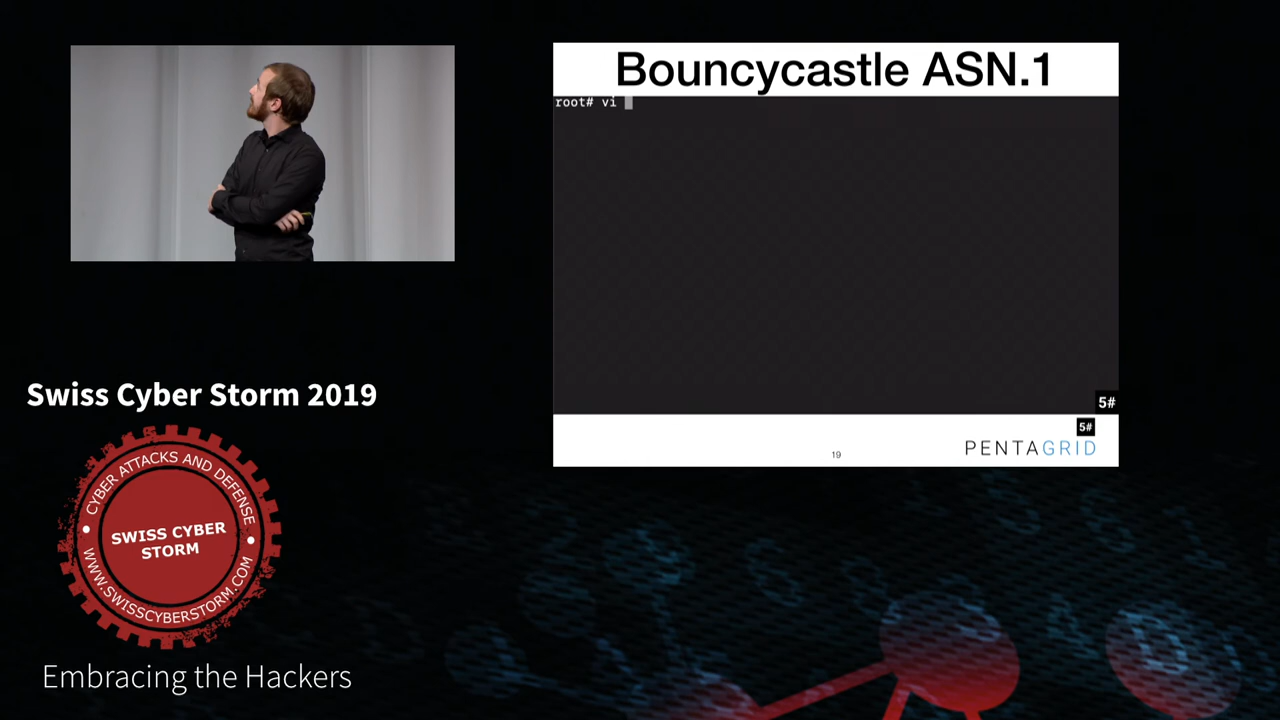 Bouncycastle ASN.1
root# vi
5#
5#
19
PENTAGRID
Swiss Cyber Storm 2019
CYBER ATTACKS AND DEFENSE
SWISS CYBER
STORM
WWW.SWISSCYBERSTORM.COM
Embracing the Hackers